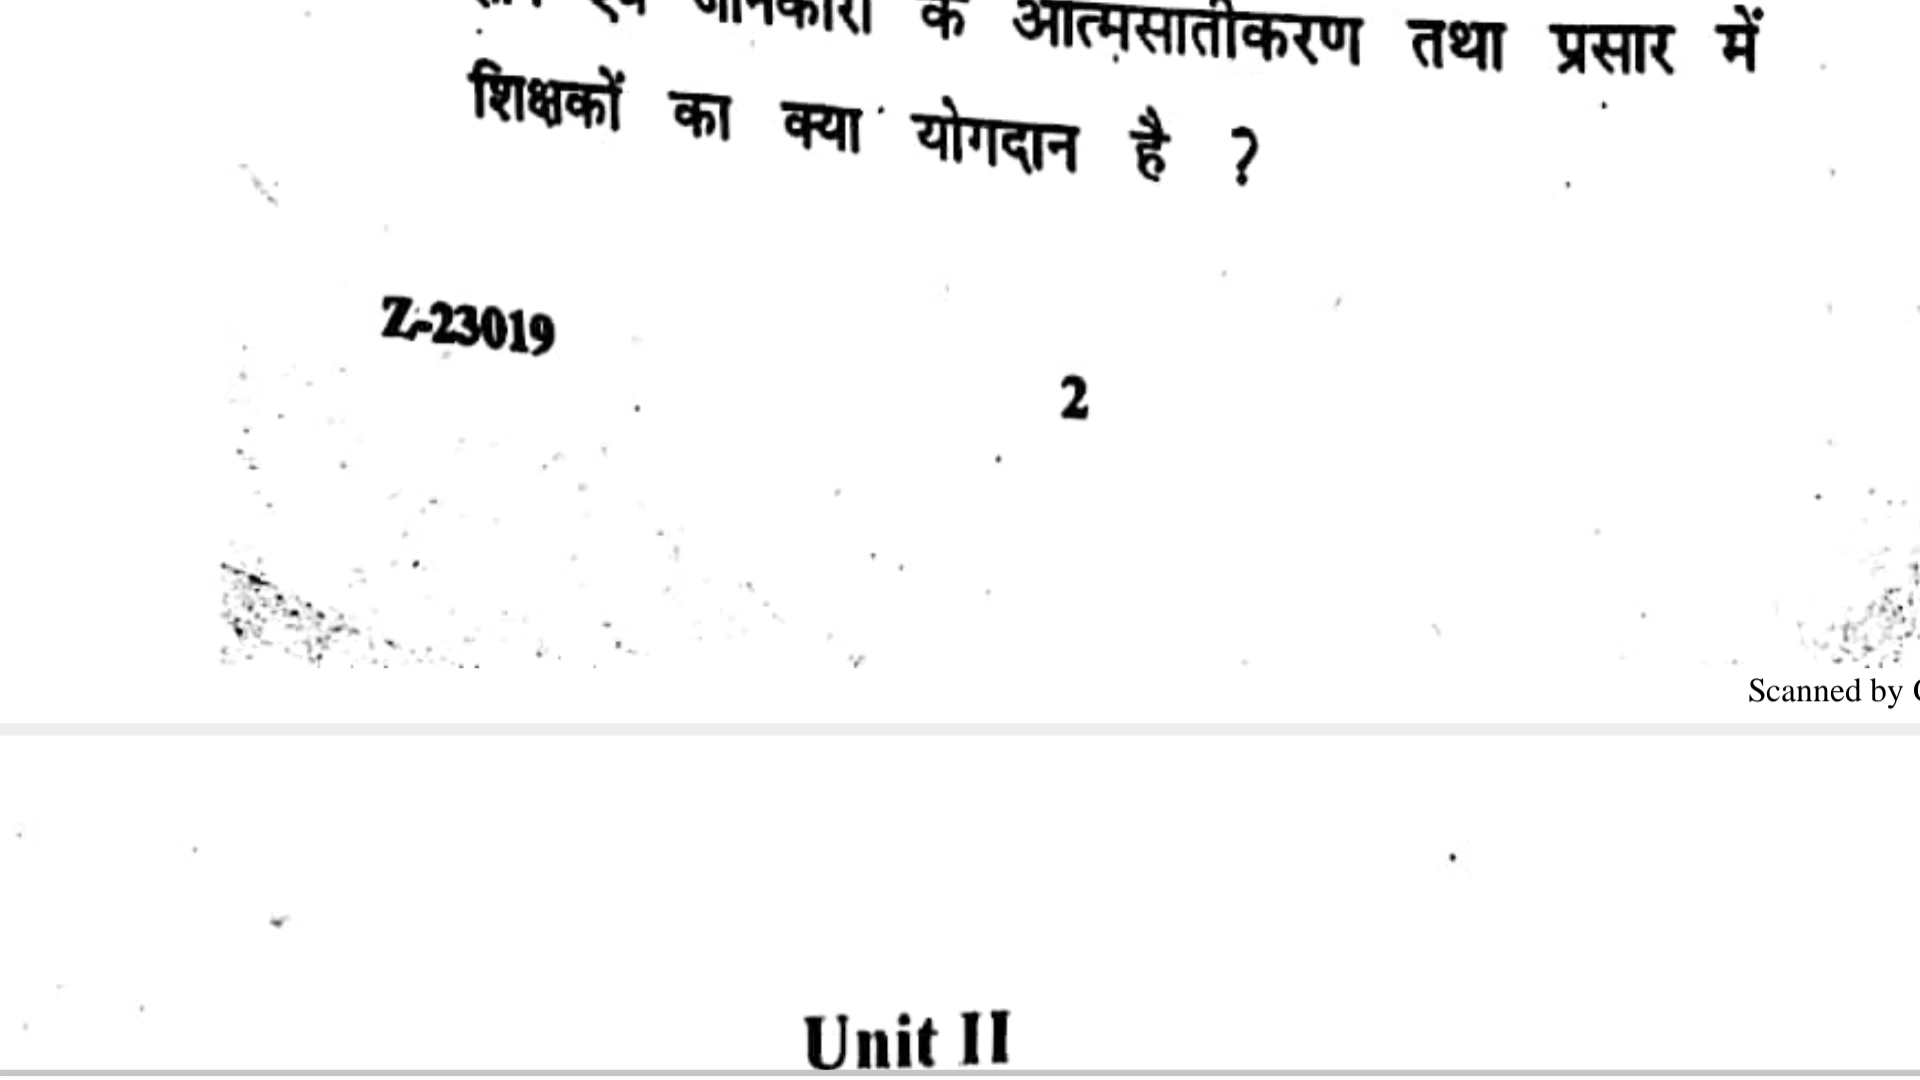 के आत्मसातीकरण तथा प्रसार में
शिक्षकों का क्या योगदान है ?
Z-23019
2
Scanned by
Unit II